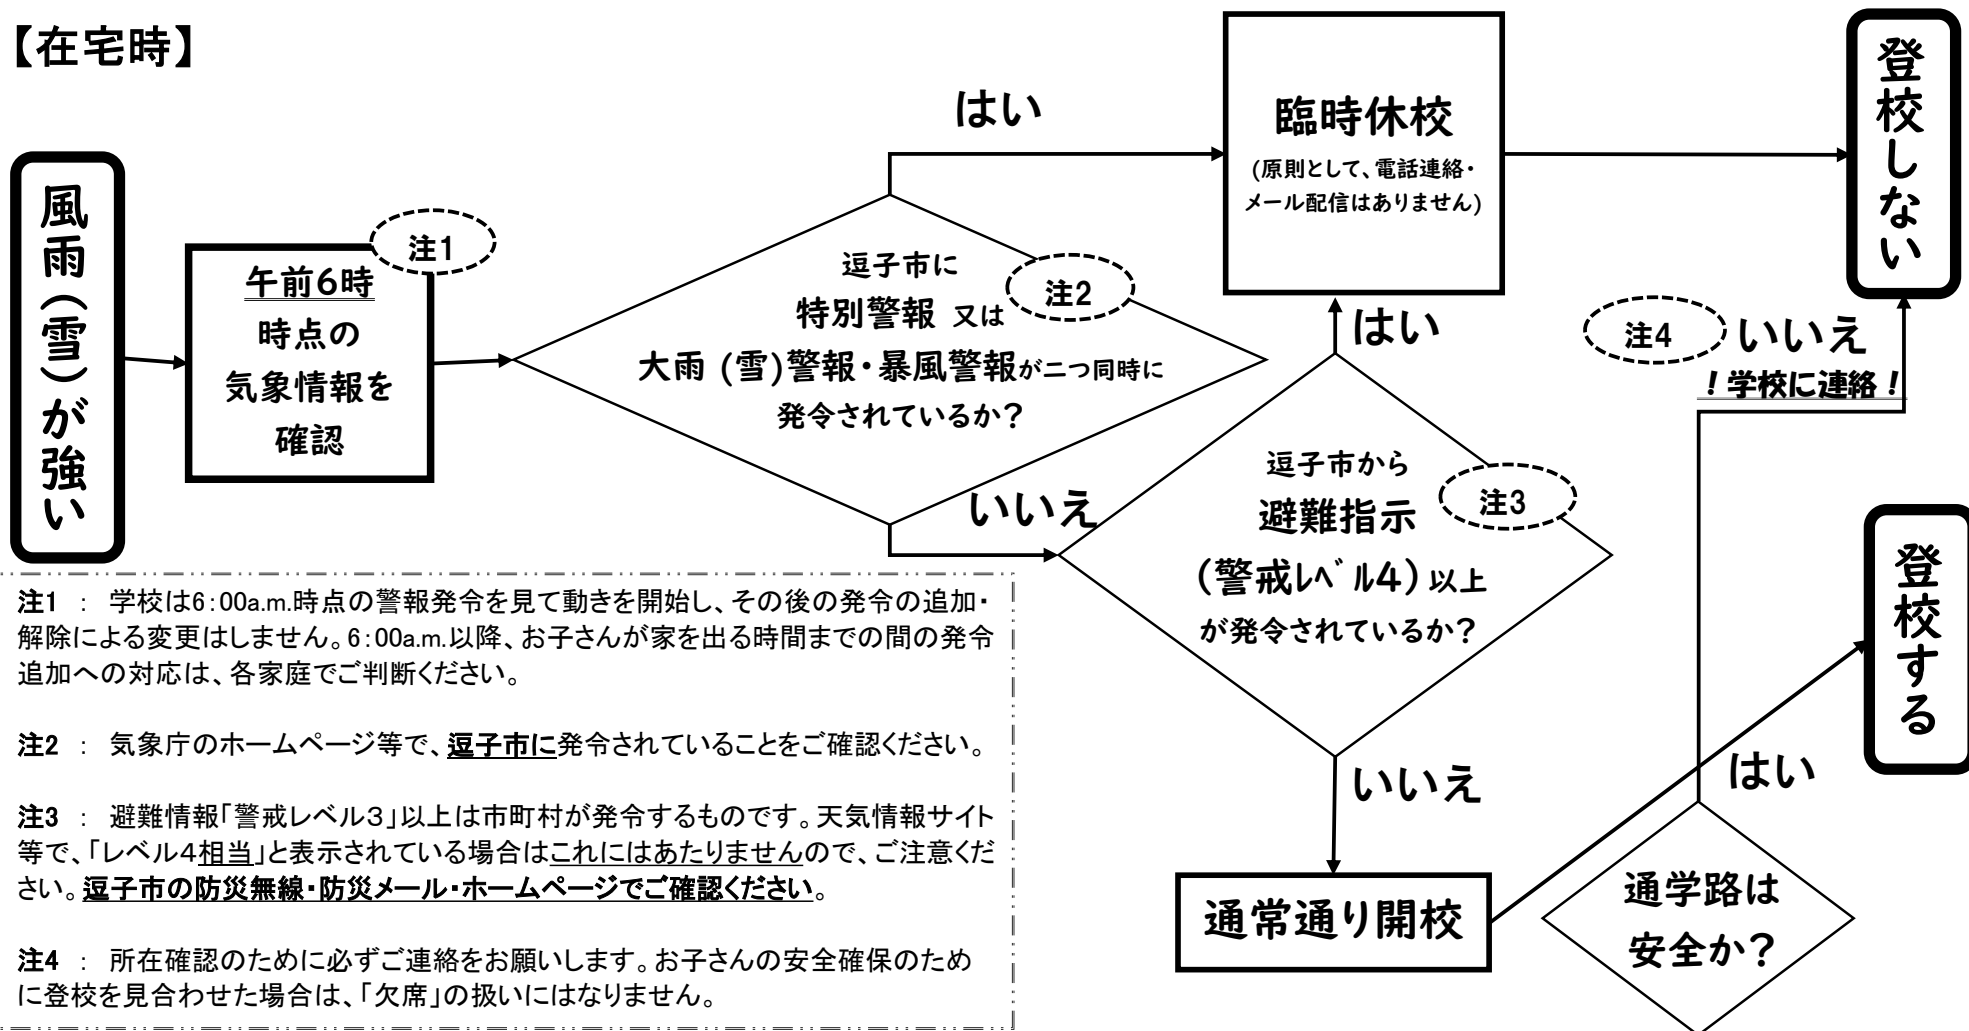 【在宅時】
風雨(雪)が強い
午前6時
時点の
気象情報を
確認
注1
逗子市に
特別警報 又は
大雨 (雪)警報・暴風警報が二つ同時に
発令されているか?
注2
はい
臨時休校
(原則として、電話連絡・
メール配信はありません)
登校しない
いいえ
はい
逗子市から
避難指示
(警戒レベル4)以上
が発令されているか?
注3
注4
いいえ
!学校に連絡!
いいえ
通常通り開校
はい
通学路は
安全か?
登校する
注1 : 学校は6:00a.m.時点の警報発令を見て動きを開始し、その後の発令の追加・
解除による変更はしません。6:00a.m.以降、お子さんが家を出る時間までの間の発令
追加への対応は、各家庭でご判断ください。
注2 : 気象庁のホームページ等で、逗子市に発令されていることをご確認ください。
注3 : 避難情報「警戒レベル3」以上は市町村が発令するものです。天気情報サイト
等で、「レベル4相当」と表示されている場合はこれにはあたりませんので、ご注意くだ
さい。逗子市の防災無線・防災メール・ホームページでご確認ください。
注4 : 所在確認のために必ずご連絡をお願いします。お子さんの安全確保のため
に登校を見合わせた場合は、「欠席」の扱いにはなりません。